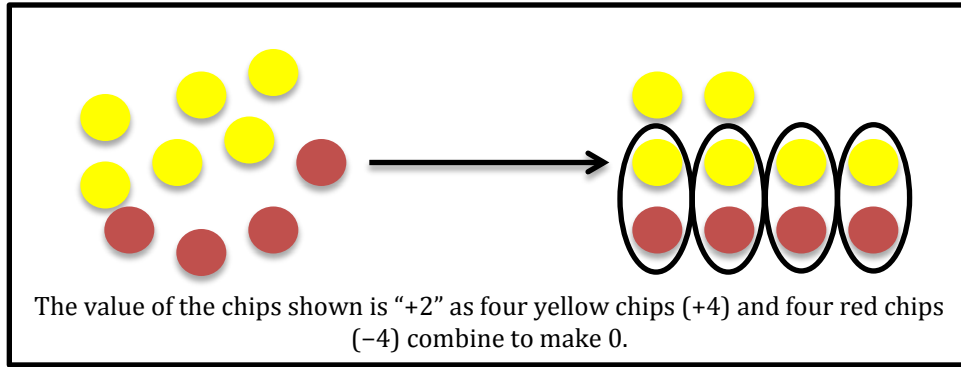 The value of the chips shown is “+2” as four yellow chips (+4) and four red chips
(−4) combine to make 0.